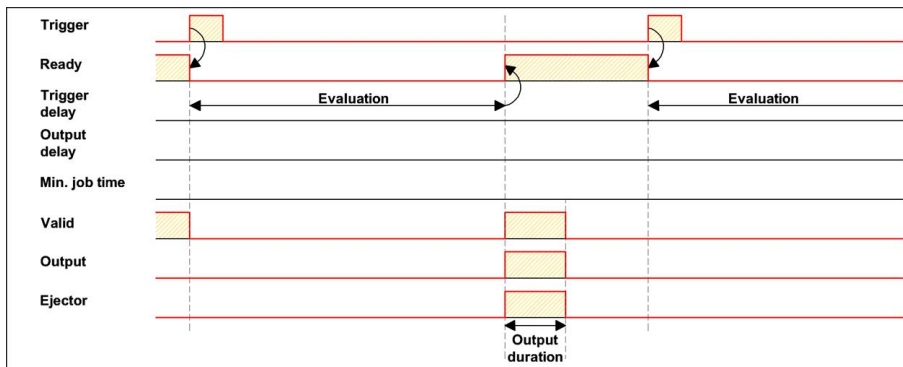 Trigger
Ready
Trigger
delay
Evaluation
Evaluation
Output
delay
Min. job time
Valid
Output
Ejector
Output
duration